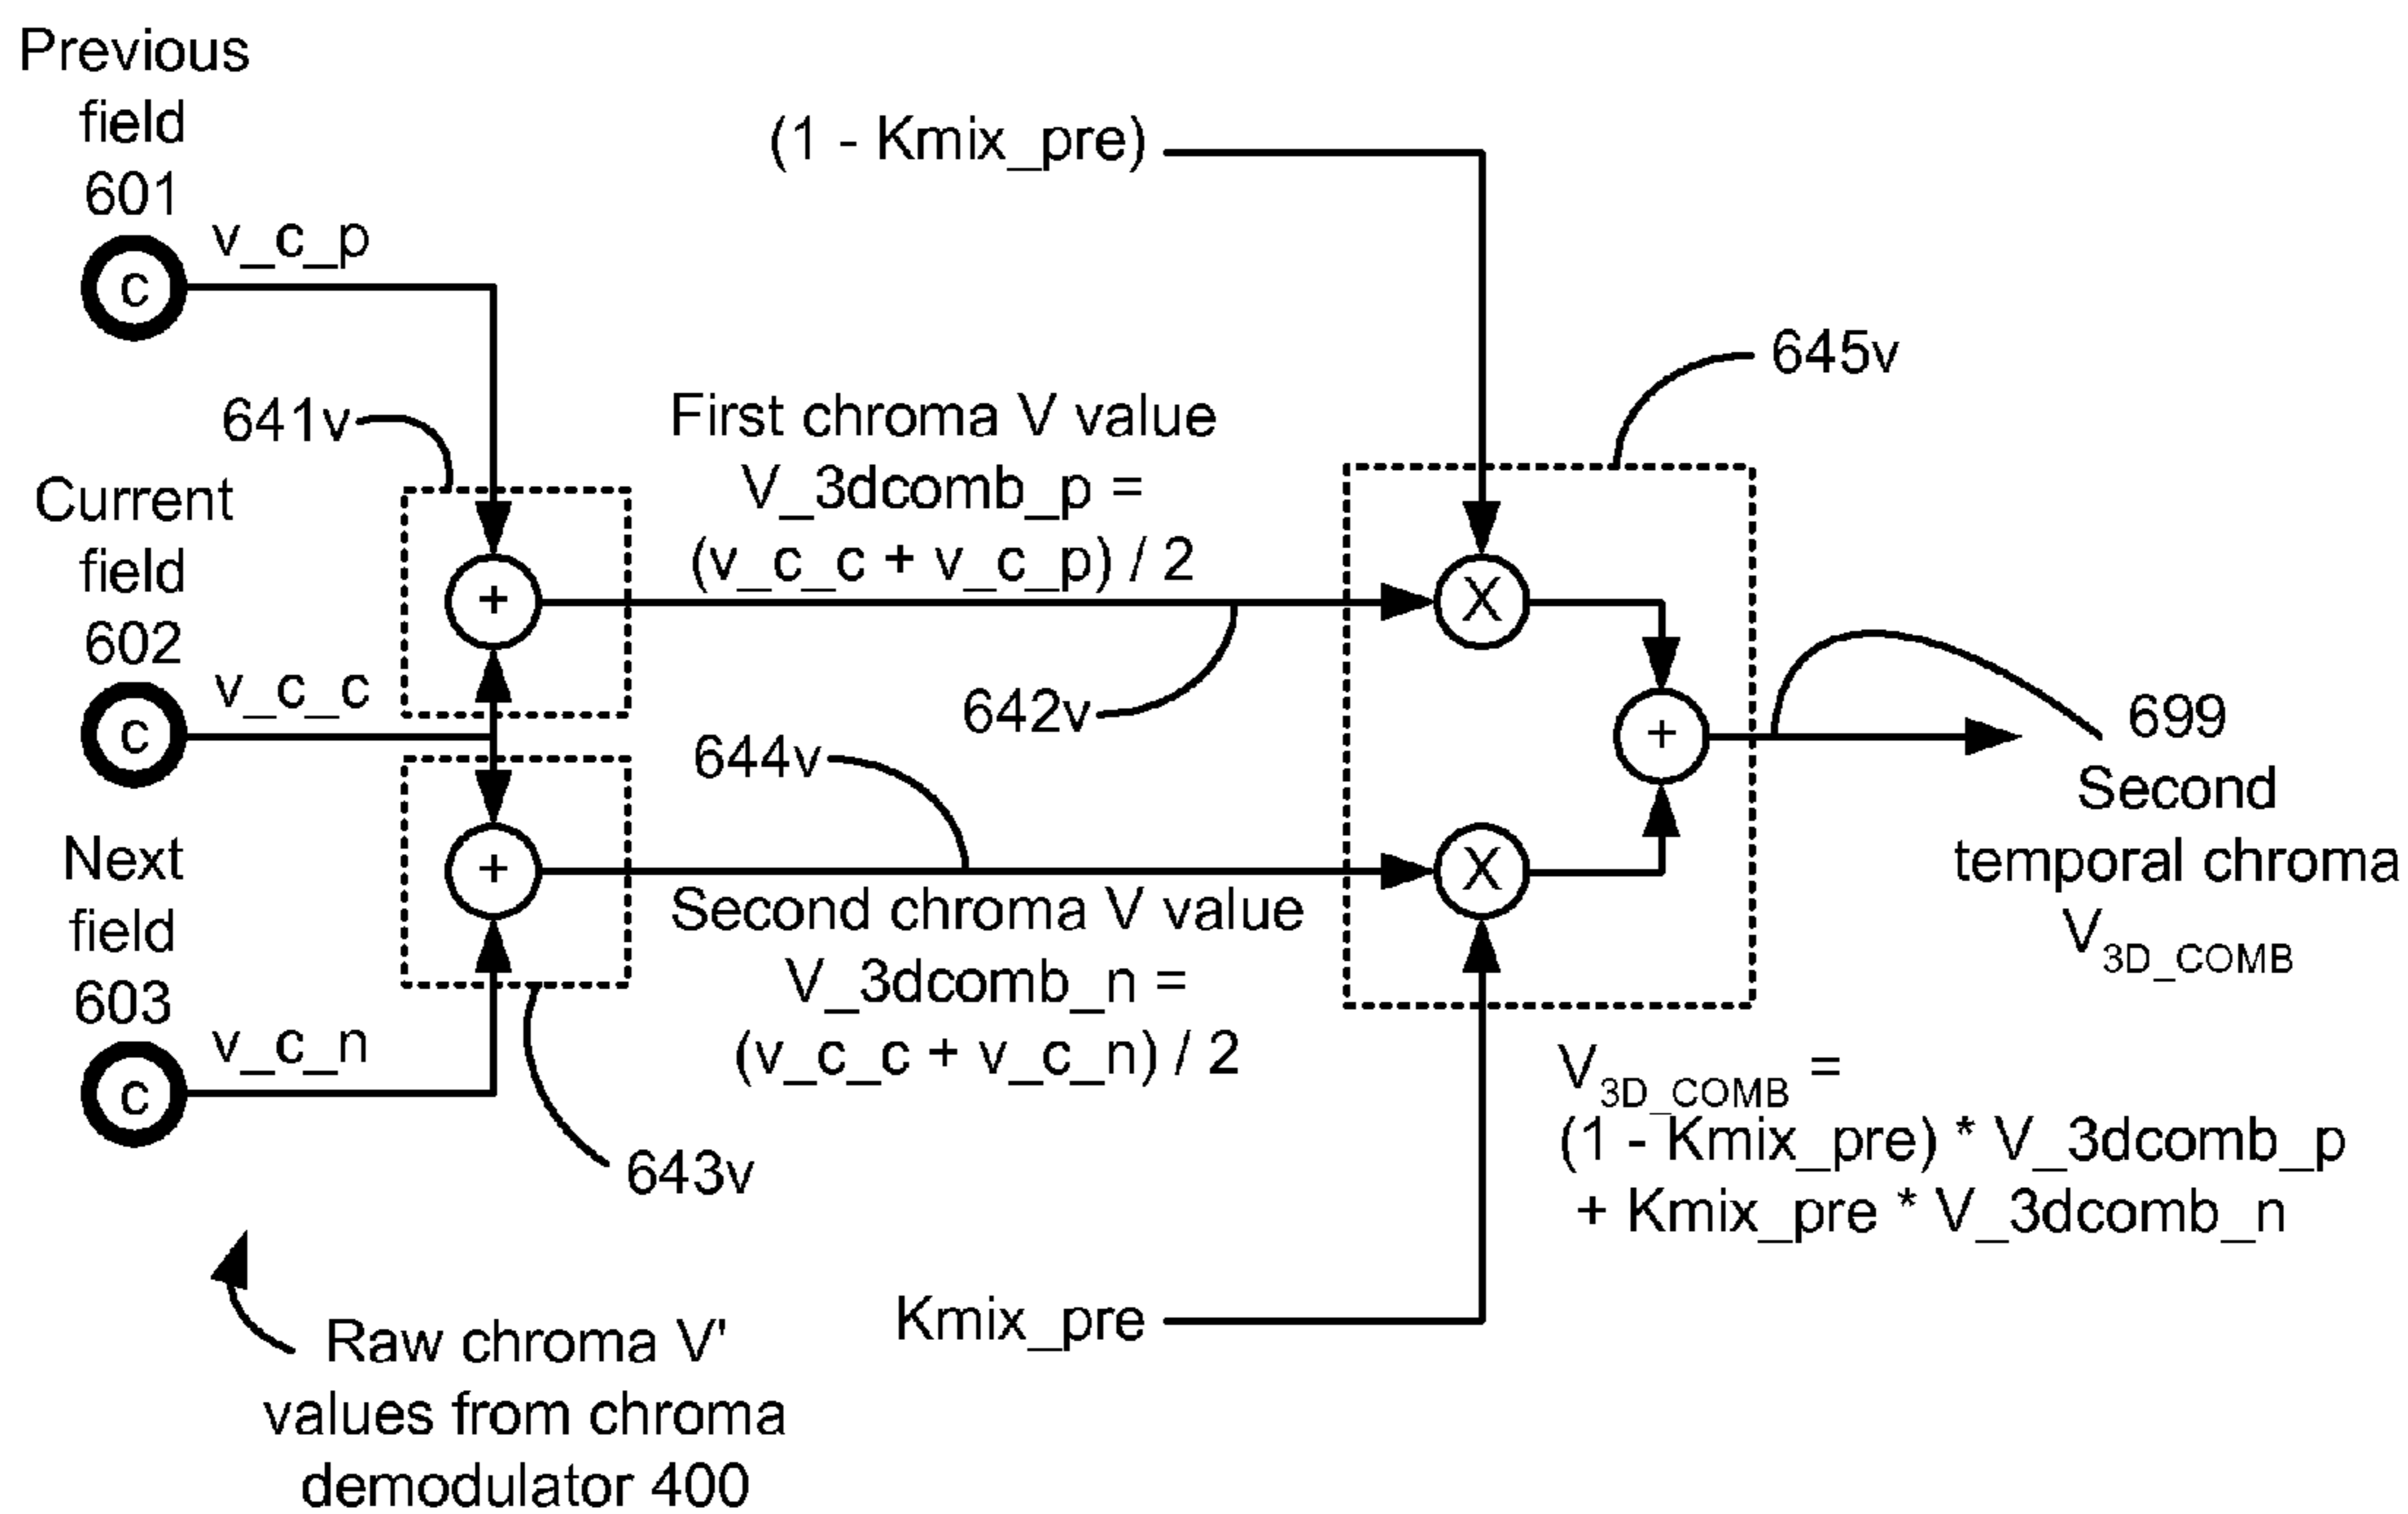 Previous
field
601
v_c_p
c
(1 - Kmix_pre)
645v
641v
First chroma V value
V_3dcomb_p =
(v_c_c + v_c_p) / 2
Current
field
602
v_c_c
c
+
X
642v
644v
+
699
Second
temporal chroma
V3D_COMB
Next
field
603
v_c_n
c
+
X
Second chroma V value
V_3dcomb_n =
(v_c_c + v_c_n) / 2
643v
V3D_COMB =
(1 - Kmix_pre) * V_3dcomb_p
+ Kmix_pre * V_3dcomb_n
Kmix_pre
Raw chroma V'
values from chroma
demodulator 400